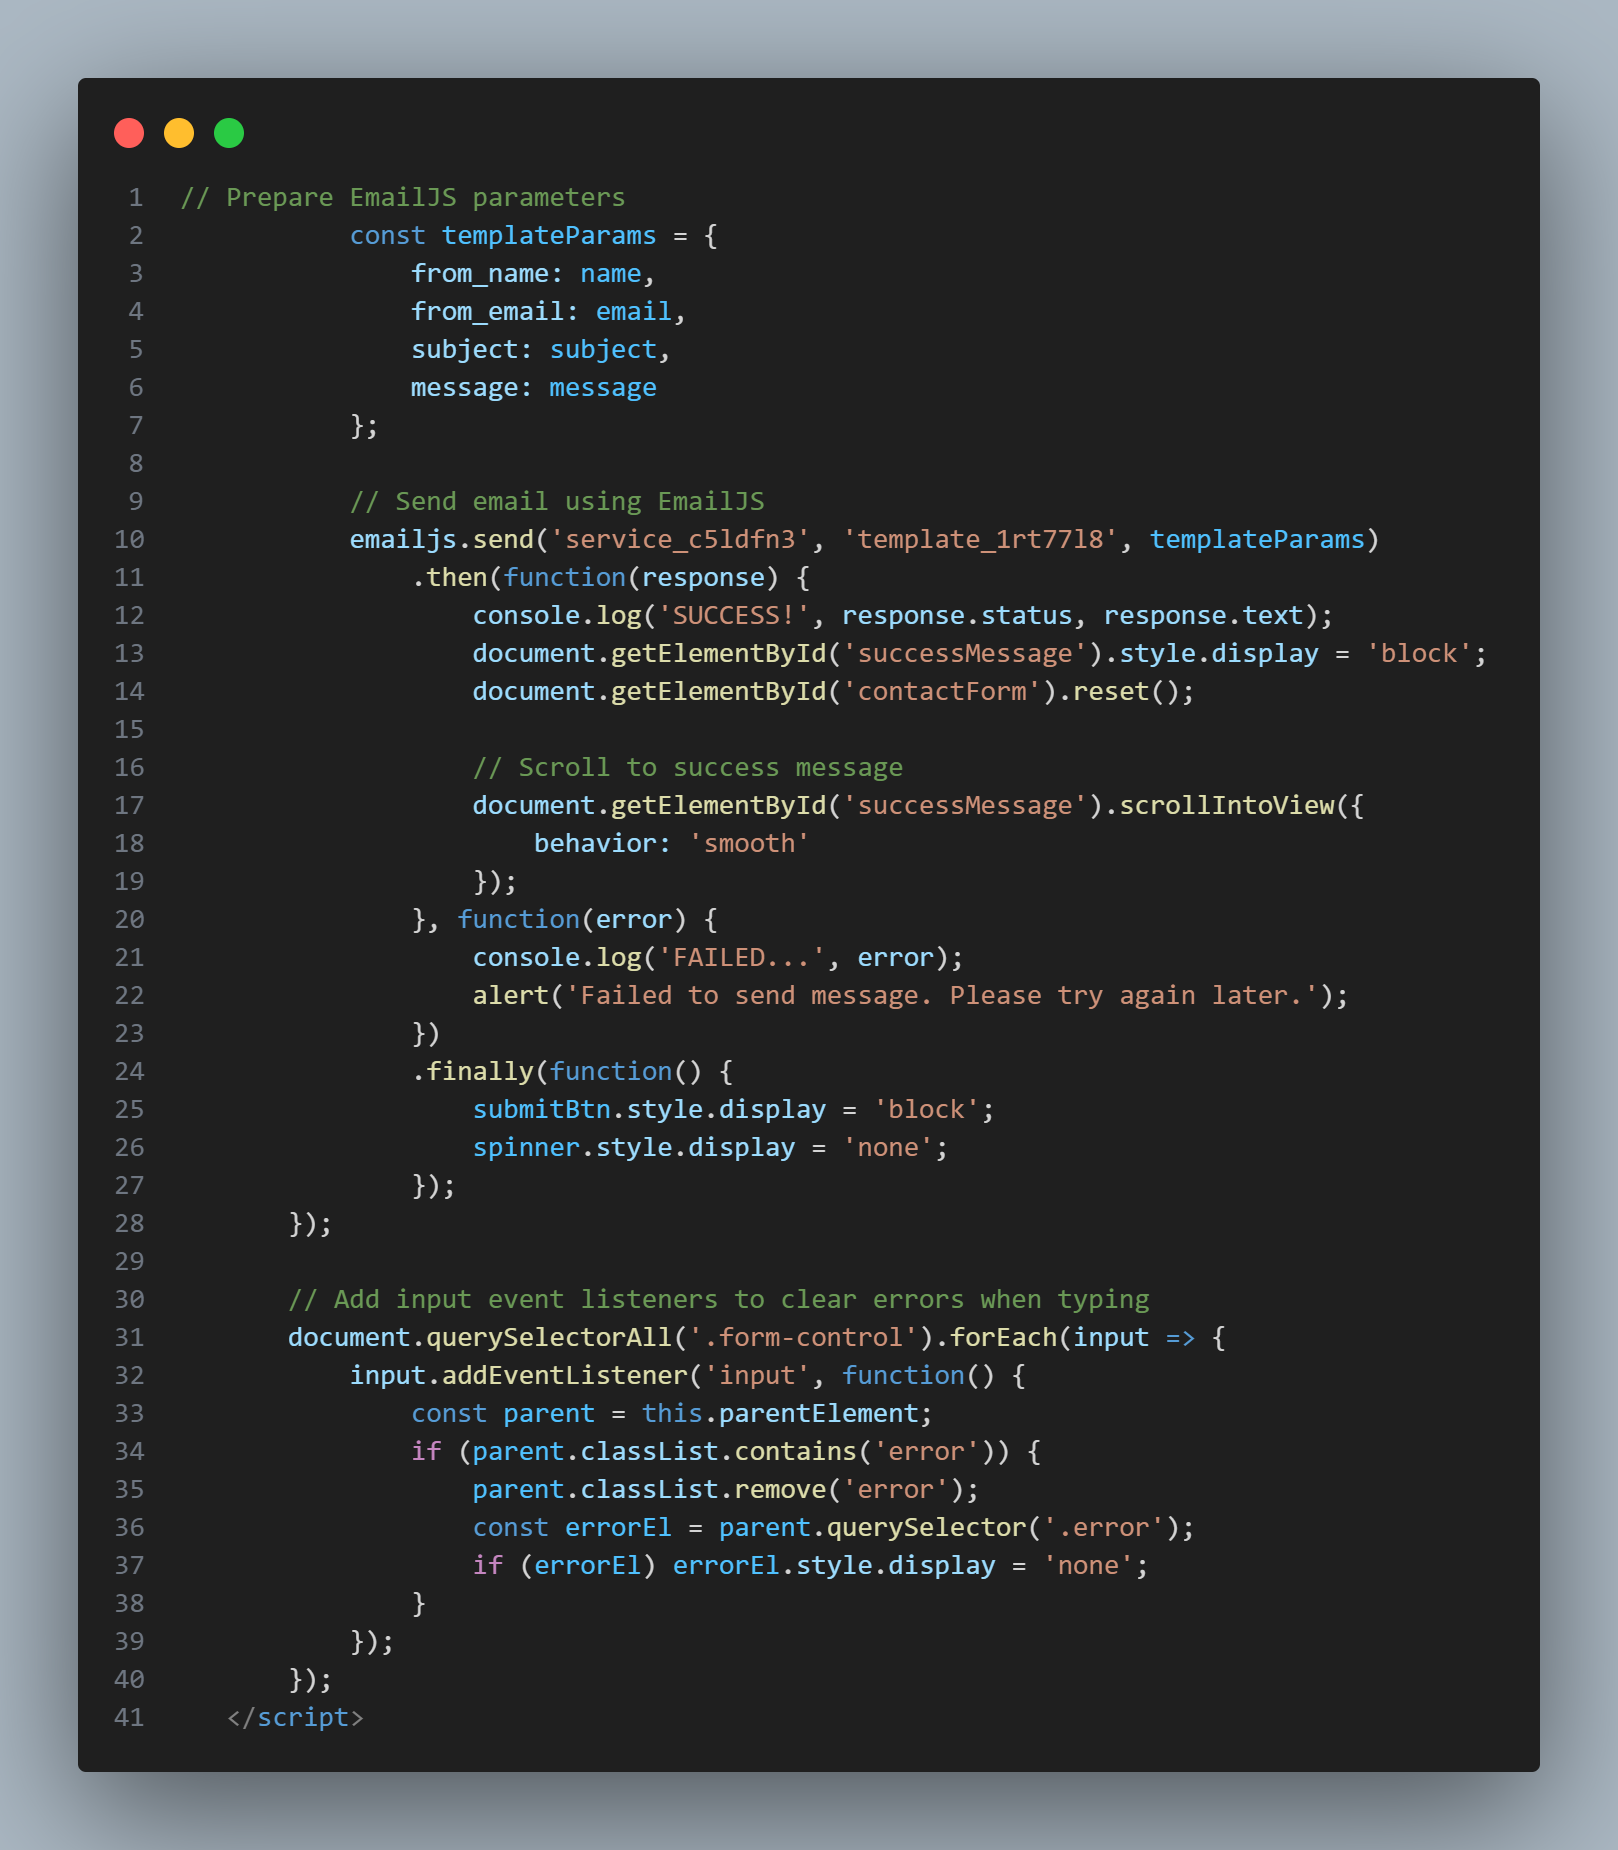 1 // Prepare EmailJS parameters
2 const templateParams = {
3 from_name: name,
4 from_email: email,
5 subject: subject,
6 message: message
7 };
8
9 // Send email using EmailJS
10 emailjs.send('service_c5ldfn3', 'template_1rt77l8', templateParams)
11 .then(function(response) {
12 console.log('SUCCESS!', response.status, response.text);
13 document.getElementById('successMessage').style.display = 'block';
14 document.getElementById('contactForm').reset();
15
16 // Scroll to success message
17 document.getElementById('successMessage').scrollIntoView({
18 behavior: 'smooth'
19 });
20 }, function(error) {
21 console.log('FAILED...', error);
22 alert('Failed to send message. Please try again later.');
23 })
24 .finally(function() {
25 submitBtn.style.display = 'block';
26 spinner.style.display = 'none';
27 });
28 });
29
30 // Add input event listeners to clear errors when typing
31 document.querySelectorAll('.form-control').forEach(input => {
32 input.addEventListener('input', function() {
33 const parent = this.parentElement;
34 if (parent.classList.contains('error')) {
35 parent.classList.remove('error');
36 const errorEl = parent.querySelector('.error');
37 if (errorEl) errorEl.style.display = 'none';
38 }
39 });
40 });
41 </script>